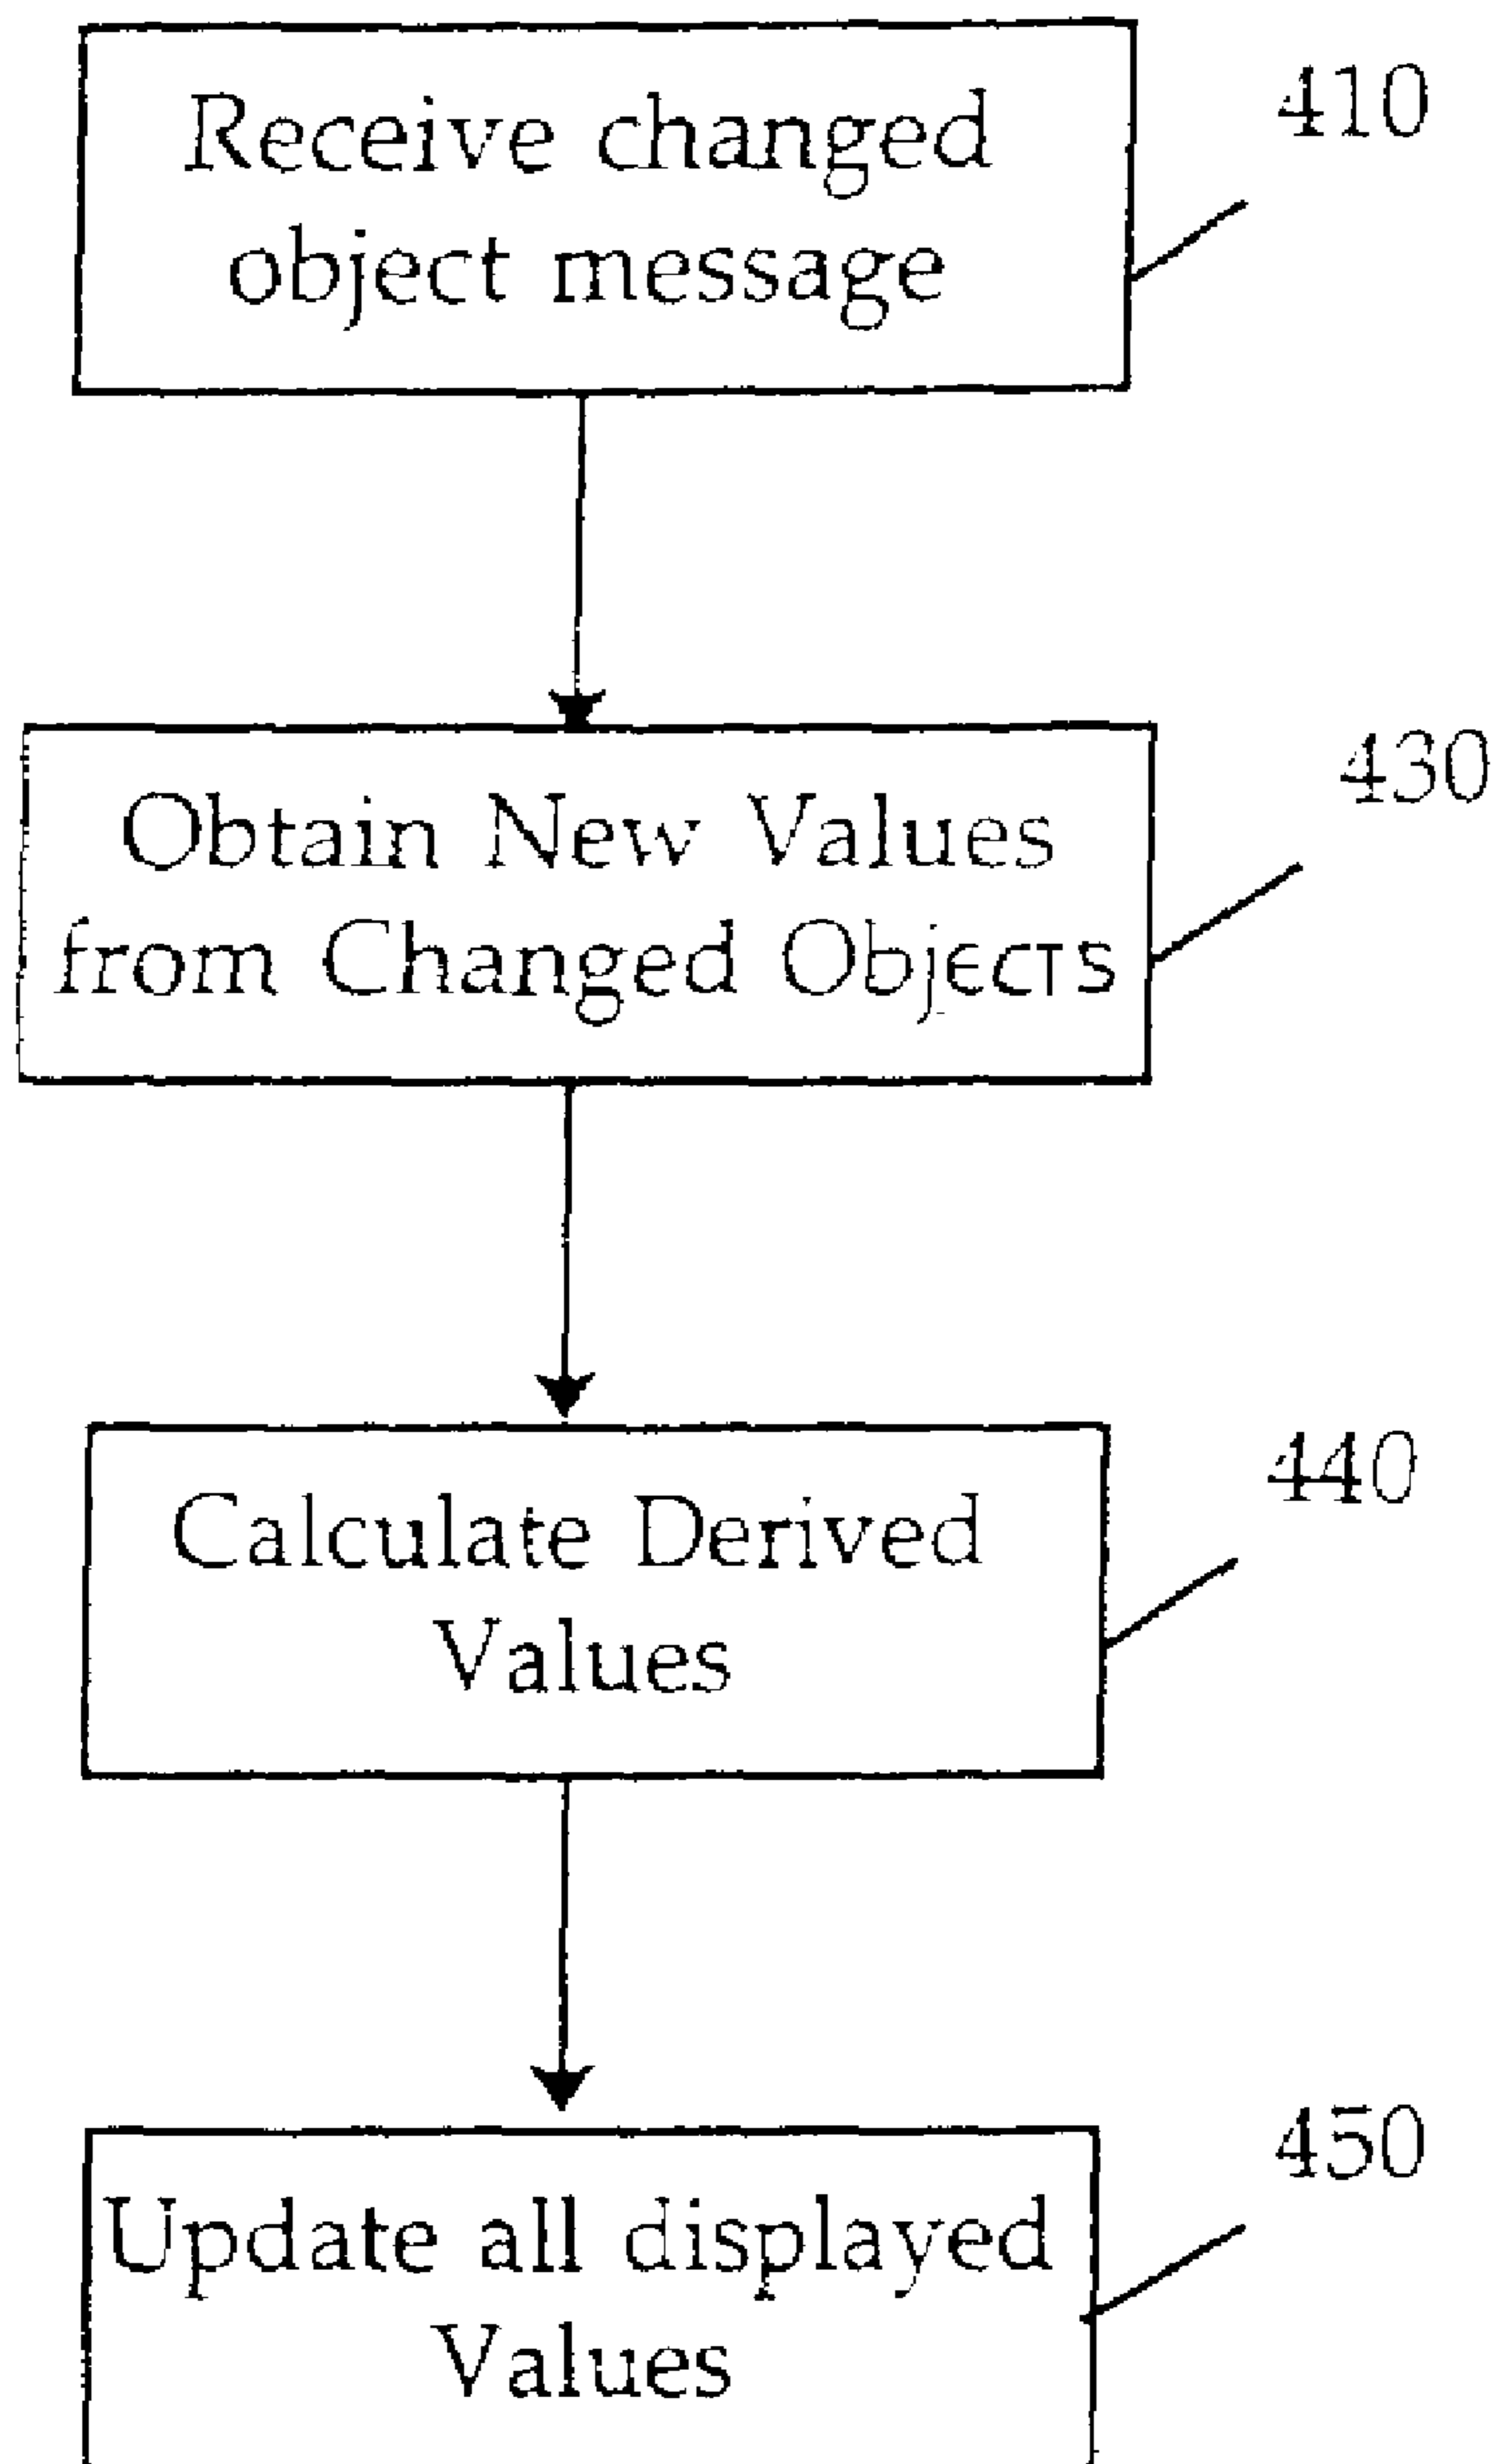 Receive changed
object message
410
Obtain New Values
from Changed Objects
430
Calculate Derived
Values
440
Update all displayed
Values
450